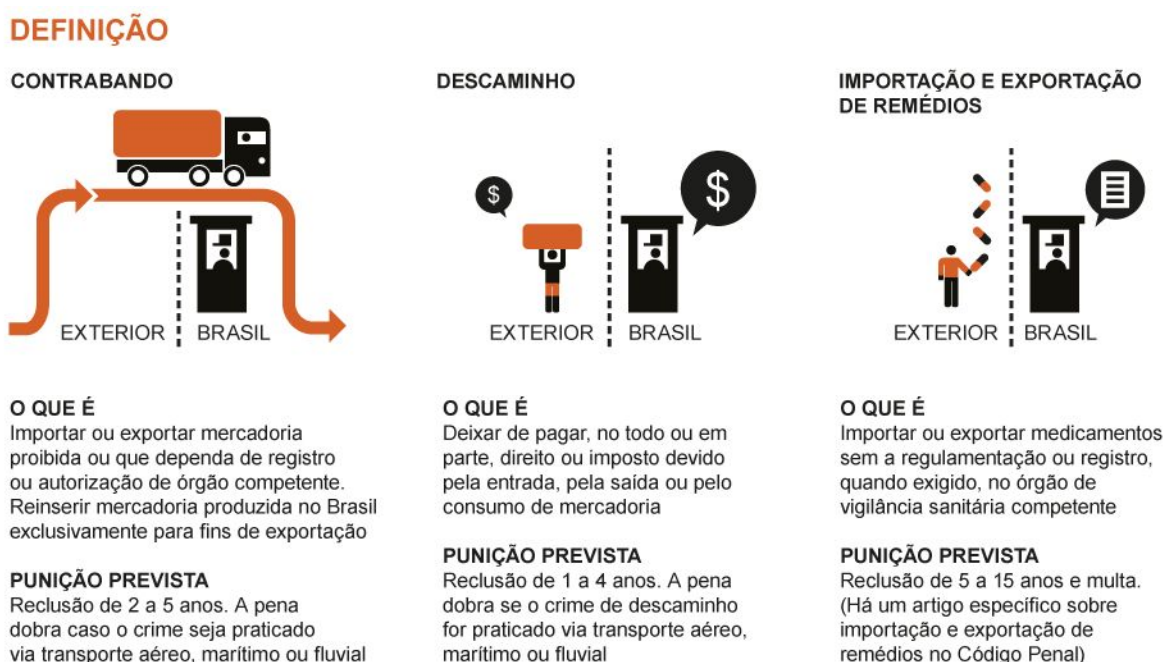 DEFINIÇÃO
CONTRABANDO
EXTERIOR
BRASIL
O QUE É
Importar ou exportar mercadoria
proibida ou que dependa de registro
ou autorização de órgão competente.
Reinserir mercadoria produzida no Brasil
exclusivamente para fins de exportação
PUNIÇÃO PREVISTA
Reclusão de 2 a 5 anos. A pena
dobra caso o crime seja praticado
via transporte aéreo, marítimo ou fluvial
DESCAMINHO
$
$
EXTERIOR
BRASIL
O QUE É
Deixar de pagar, no todo ou em
parte, direito ou imposto devido
pela entrada, pela saída ou pelo
consumo de mercadoria
PUNIÇÃO PREVISTA
Reclusão de 1 a 4 anos. A pena
dobra se o crime de descaminho
for praticado via transporte aéreo,
marítimo ou fluvial
IMPORTAÇÃO E EXPORTAÇÃO
DE REMÉDIOS
EXTERIOR
BRASIL
O QUE É
Importar ou exportar medicamentos
sem a regulamentação ou registro,
quando exigido, no órgão de
vigilância sanitária competente
PUNIÇÃO PREVISTA
Reclusão de 5 a 15 anos e multa.
(Há um artigo específico sobre
importação e exportação de
remédios no Código Penal)